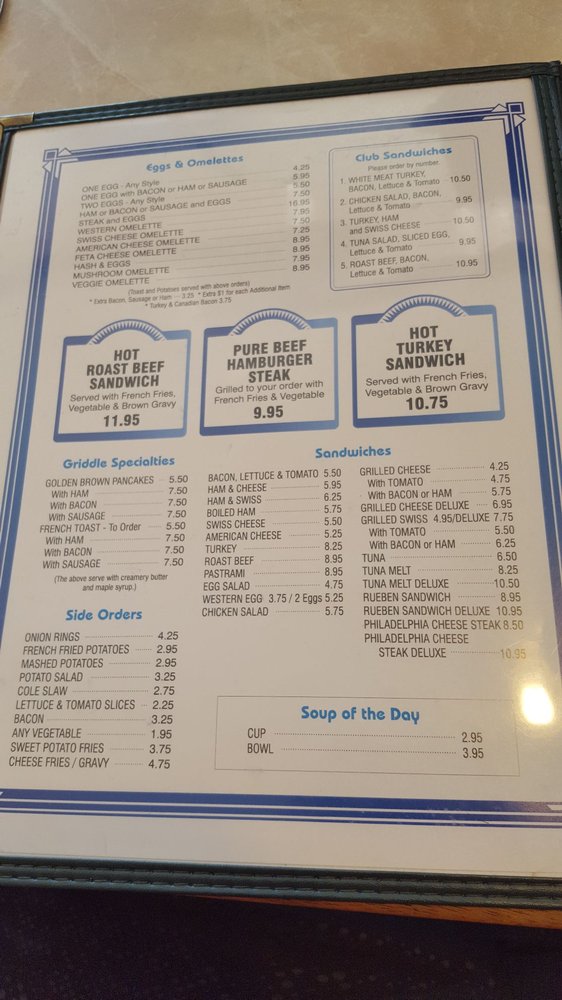 Eggs & Omelettes
ONE EGG - Any Style 4.25
ONE EGG with BACON or HAM or SAUSAGE 5.95
TWO EGGS - Any Style 5.50
HAM or BACON or SAUSAGE and EGGS 7.50
STEAK and EGGS 16.95
WESTERN OMELETTE 7.95
SWISS CHEESE OMELETTE 7.50
AMERICAN CHEESE OMELETTE 7.25
FETA CHEESE OMELETTE 8.95
HASH & EGGS 8.95
MUSHROOM OMELETTE 7.95
VEGGIE OMELETTE 8.95
(Toast and Potatoes served with above orders)
* Extra Bacon, Sausage or Ham ··· 3.25 * Extra $1 for each Additional Item
* Turkey & Canadian Bacon 3.75
Club Sandwiches
Please order by number.
1. WHITE MEAT TURKEY,
BACON, Lettuce & Tomato 10.50
2. CHICKEN SALAD, BACON,
Lettuce & Tomato 9.95
3. TURKEY, HAM
and SWISS CHEESE 10.50
4. TUNA SALAD, SLICED EGG,
Lettuce & Tomato 9.95
5. ROAST BEEF, BACON,
Lettuce & Tomato 10.95
HOT
ROAST BEEF
SANDWICH
Served with French Fries,
Vegetable & Brown Gravy
11.95
PURE BEEF
HAMBURGER
STEAK
Grilled to your order with
French Fries & Vegetable
9.95
HOT
TURKEY
SANDWICH
Served with French Fries,
Vegetable & Brown Gravy
10.75
Griddle Specialties
GOLDEN BROWN PANCAKES 5.50
With HAM 7.50
With BACON 7.50
With SAUSAGE 7.50
FRENCH TOAST - To Order 5.50
With HAM 7.50
With BACON 7.50
With SAUSAGE 7.50
(The above serve with creamery butter
and maple syrup.)
Side Orders
ONION RINGS 4.25
FRENCH FRIED POTATOES 2.95
MASHED POTATOES 2.95
POTATO SALAD 3.25
COLE SLAW 2.75
LETTUCE & TOMATO SLICES 2.25
BACON 3.25
ANY VEGETABLE 1.95
SWEET POTATO FRIES 3.75
CHEESE FRIES / GRAVY 4.75
Sandwiches
BACON, LETTUCE & TOMATO 5.50
HAM & CHEESE 5.95
HAM & SWISS 6.25
BOILED HAM 5.75
SWISS CHEESE 5.50
AMERICAN CHEESE 5.25
TURKEY 8.25
ROAST BEEF 8.95
PASTRAMI 8.95
EGG SALAD 4.75
WESTERN EGG 3.75 / 2 Eggs 5.25
CHICKEN SALAD 5.75
GRILLED CHEESE 4.25
With TOMATO 4.75
With BACON or HAM 5.75
GRILLED CHEESE DELUXE 6.95
GRILLED SWISS 4.95/DELUXE 7.75
With TOMATO 5.50
With BACON or HAM 6.25
TUNA 6.50
TUNA MELT 8.25
TUNA MELT DELUXE 10.50
RUEBEN SANDWICH 8.95
RUEBEN SANDWICH DELUXE 10.95
PHILADELPHIA CHEESE STEAK 8.50
PHILADELPHIA CHEESE
STEAK DELUXE 10.95
Soup of the Day
CUP 2.95
BOWL 3.95